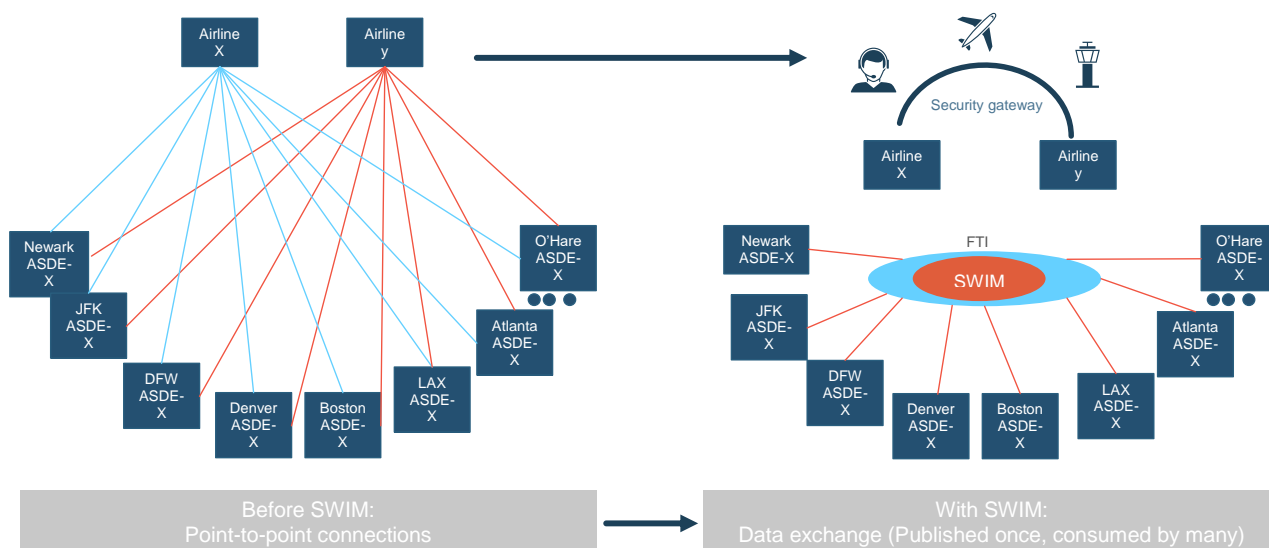 Airline
X
Airline
y
Newark
ASDE-
X
JFK
ASDE-
X
DFW
ASDE-
X
Denver
ASDE-
X
Boston
ASDE-
X
LAX
ASDE-
X
Atlanta
ASDE-
X
O'Hare
ASDE-
X
Before SWIM:
Point-to-point connections
Security gateway
Airline
X
Airline
y
FTI
SWIM
Newark
ASDE-X
JFK
ASDE-
X
DFW
ASDE-
X
Denver
ASDE-
X
Boston
ASDE-
X
LAX
ASDE-
X
Atlanta
ASDE-
X
O'Hare
ASDE-
X
With SWIM:
Data exchange (Published once, consumed by many)